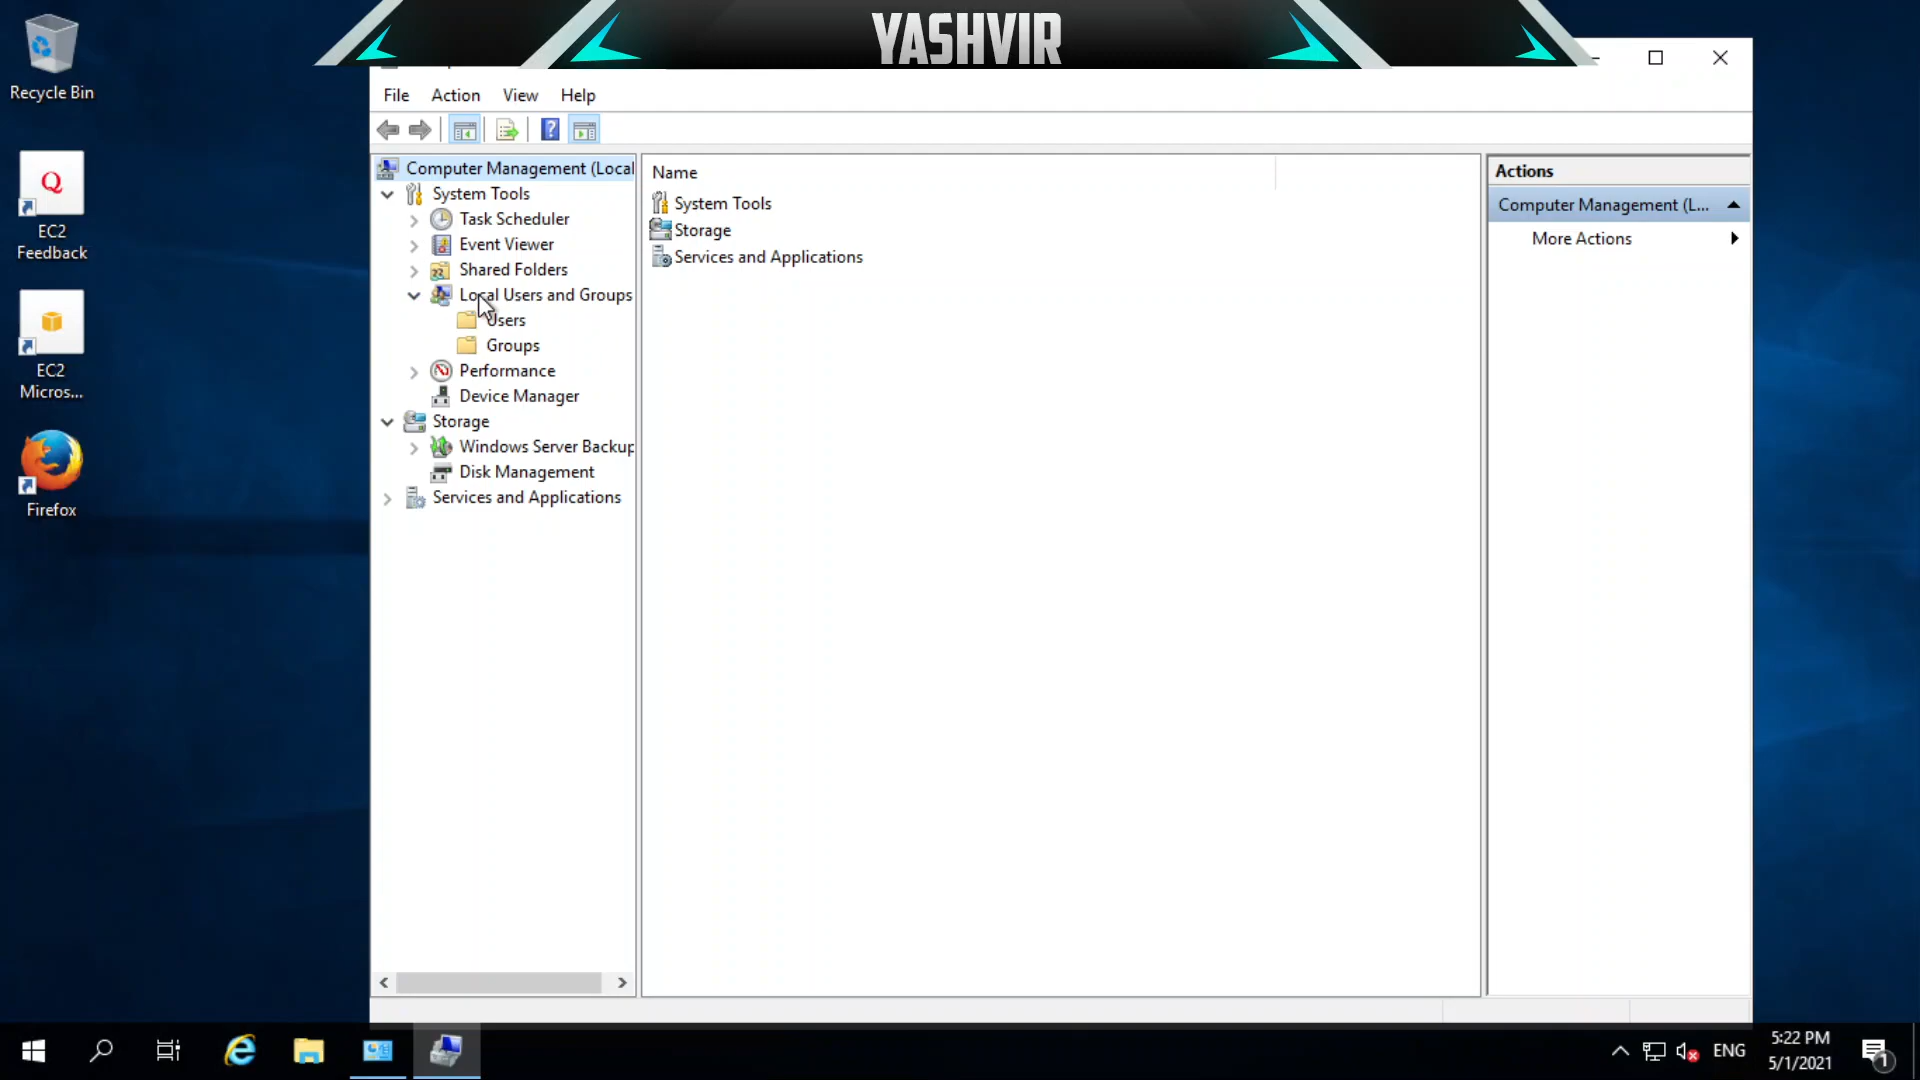 YASHVIR
Recycle Bin
EC2
Feedback
EC2
Micros...
Firefox
File Action View Help
Computer Management (Local
System Tools
Task Scheduler
Event Viewer
Shared Folders
Local Users and Groups
Users
Groups
Performance
Device Manager
Storage
Windows Server Backup
Disk Management
Services and Applications
Name
System Tools
Storage
Services and Applications
Actions
Computer Management (L...
More Actions
ENG
5:22 PM
5/1/2021
1